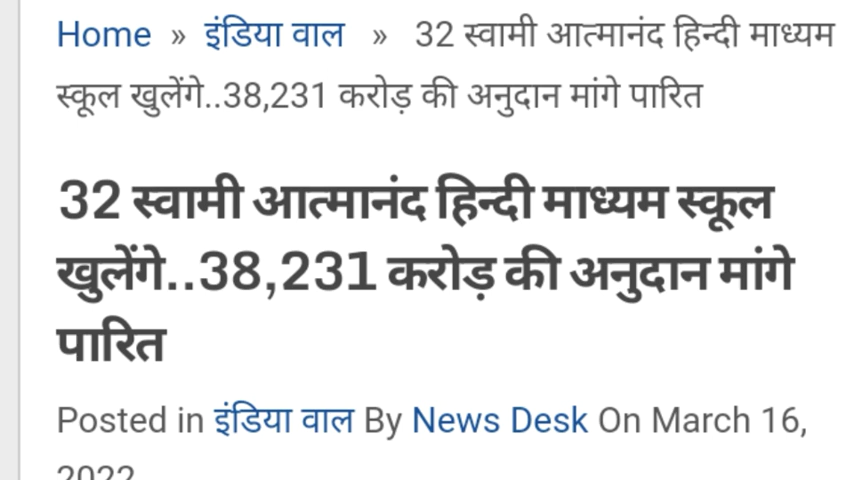 Home » इंडिया वाल » 32 स्वामी आत्मानंद हिन्दी माध्यम
स्कूल खुलेंगे..38,231 करोड़ की अनुदान मांगे पारित
32 स्वामी आत्मानंद हिन्दी माध्यम स्कूल
खुलेंगे..38,231 करोड़ की अनुदान मांगे
पारित
Posted in इंडिया वाल By News Desk On March 16,
2022